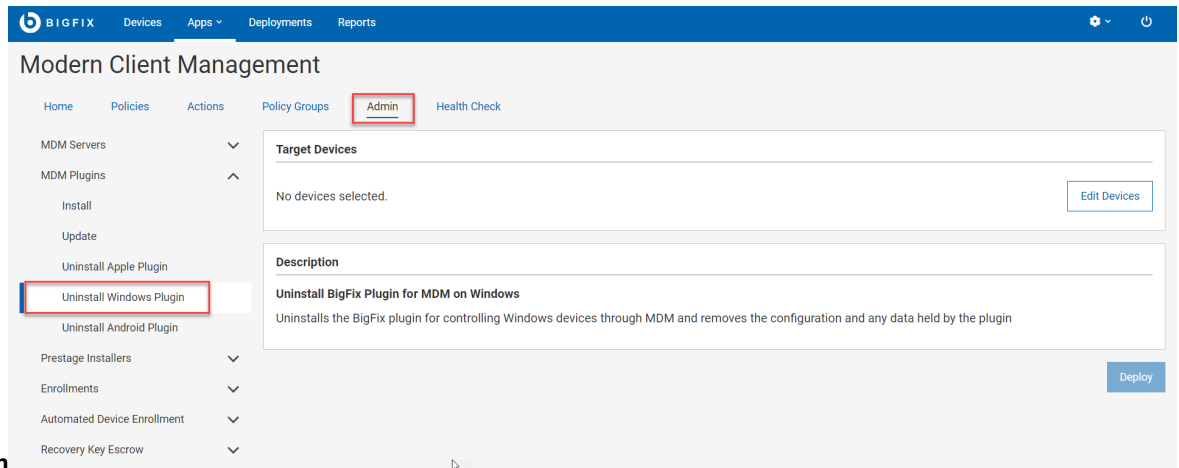 BIGFIX Devices Apps Deployments Reports
Modern Client Management
Home Policies Actions Policy Groups Admin Health Check
MDM Servers
MDM Plugins
Install
Update
Uninstall Apple Plugin
Uninstall Windows Plugin
Uninstall Android Plugin
Prestage Installers
Enrollments
Automated Device Enrollment
Recovery Key Escrow
Target Devices
No devices selected.
Edit Devices
Description
Uninstall BigFix Plugin for MDM on Windows
Uninstalls the BigFix plugin for controlling Windows devices through MDM and removes the configuration and any data held by the plugin
Deploy